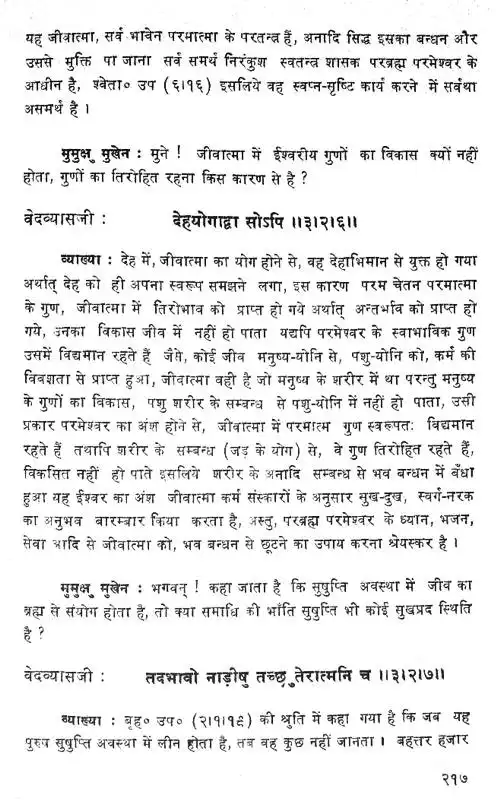 यह जीवात्मा, सर्व भावेन परमात्मा के परतन्त्र हैं, अनादि सिद्ध इसका बन्धन और
उससे मुक्ति पा जाना सर्व समर्थ निरंकुश स्वतन्त्र शासक परब्रह्म परमेश्वर के
आधीन है, श्वेता० उप (६।१६) इसलिये वह स्वप्न-सृष्टि कार्य करने में सर्वथा
असमर्थ है ।
मुमुक्षु मुखेन : मुने ! जीवात्मा में ईश्वरीय गुणों का विकास क्यों नहीं
होता, गुणों का तिरोहित रहना किस कारण से है ?
वेदव्यासजी : देहयोगाद्वा सोऽपि ॥३।२।६॥
व्याख्या : देह में, जीवात्मा का योग होने से, वह देहाभिमान से युक्त हो गया
अर्थात् देह को ही अपना स्वरूप समझने लगा, इस कारण परम चेतन परमात्मा
के गुण, जीवात्मा में तिरोभाव को प्राप्त हो गये अर्थात् अन्तर्भाव को प्राप्त हो
गये, उनका विकास जीव में नहीं हो पाता यद्यपि परमेश्वर के स्वाभाविक गुण
उसमें विद्यमान रहते हैं जैसे, कोई जीव मनुष्य-योनि से, पशु-योनि को, कर्म की
विवशता से प्राप्त हुआ, जीवात्मा वही है जो मनुष्य के शरीर में था परन्तु मनुष्य
के गुणों का विकास, पशु शरीर के सम्बन्ध से पशु-योनि में नहीं हो पाता, उसी
प्रकार परमेश्वर का अंश होने से, जीवात्मा में परमात्म गुण स्वरूपतः विद्यमान
रहते हैं तथापि शरीर के सम्बन्ध (जड़ के योग) से, वे गुण तिरोहित रहते हैं,
विकसित नहीं हो पाते इसलिये शरीर के अनादि सम्बन्ध से भव बन्धन में बँधा
हुआ यह ईश्वर का अंश जीवात्मा कर्म संस्कारों के अनुसार सुख-दुख, स्वर्ग-नरक
का अनुभव बारम्बार किया करता है, अस्तु, परब्रह्म परमेश्वर के ध्यान, भजन,
सेवा आदि से जीवात्मा को, भव बन्धन से छूटने का उपाय करना श्रेयस्कर है ।
मुमुक्षु मुखेन : भगवन् ! कहा जाता है कि सुषुप्ति अवस्था में जीव का
ब्रह्म से संयोग होता है, तो क्या समाधि की भाँति सुषुप्ति भी कोई सुखप्रद स्थिति
है ?
वेदव्यासजी : तदभावो नाडीषु तच्छ्रुतेरात्मनि च ॥३।२।७॥
व्याख्या : बृह० उप० (२।१।१९) की श्रुति में कहा गया है कि जब यह
पुरुष सुषुप्ति अवस्था में लीन होता है, तब वह कुछ नहीं जानता । बहत्तर हजार
२१७